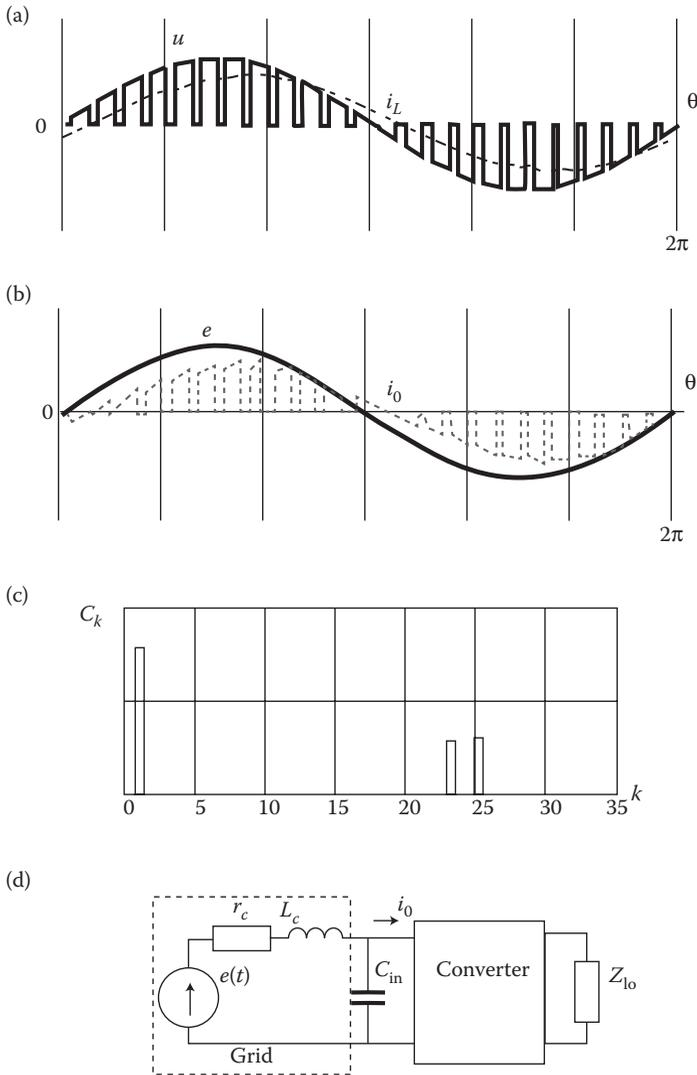 (a)
u
i_L
0
θ
2π
(b)
e
i_0
0
θ
2π
(c)
C_k
0 5 10 15 20 25 30 35 k
(d)
r_c L_c i_0
e(t) C_in Converter Z_lo
Grid